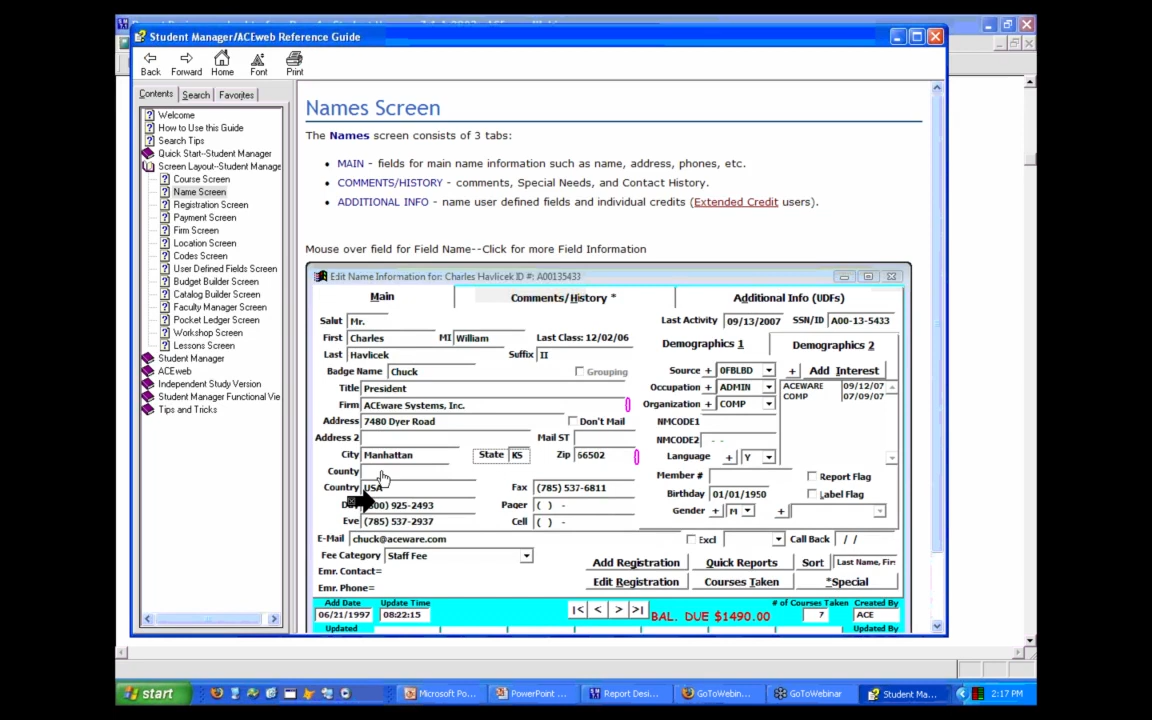 Student Manager/ACEweb Reference Guide
Back Forward Home Font Print
Contents Search Favorites
Welcome
How to Use this Guide
Search Tips
Quick Start--Student Manager
Screen Layout--Student Manage
Course Screen
Name Screen
Registration Screen
Payment Screen
Firm Screen
Location Screen
Codes Screen
User Defined Fields Screen
Budget Builder Screen
Catalog Builder Screen
Faculty Manager Screen
Pocket Ledger Screen
Workshop Screen
Lessons Screen
Student Manager
ACEweb
Independent Study Version
Student Manager Functional Vie
Tips and Tricks
Names Screen
The Names screen consists of 3 tabs:
• MAIN - fields for main name information such as name, address, phones, etc.
• COMMENTS/HISTORY - comments, Special Needs, and Contact History.
• ADDITIONAL INFO - name user defined fields and individual credits (Extended Credit users).
Mouse over field for Field Name--Click for more Field Information
Edit Name Information for: Charles Havlicek ID #: A00135433
Main Comments/History * Additional Info (UDFs)
Salut Mr. Last Activity 09/13/2007 SSN/ID A00-13-5433
First Charles MI William Last Class: 12/02/06 Demographics 1 Demographics 2
Last Havlicek Suffix II
Badge Name Chuck Grouping Source + 0FBLBD + Add Interest
Title President Occupation + ADMIN ACEWARE 09/12/07
Firm ACEware Systems, Inc. Organization + COMP COMP 07/09/07
Address 7480 Dyer Road Don't Mail NMCODE1
Address 2 Mail ST NMCODE2 - -
City Manhattan State KS Zip 66502 Language + Y
County Member # Report Flag
Country USA Fax (785) 537-6811 Birthday 01/01/1950 Label Flag
(800) 925-2493 Pager ( ) - Gender + M +
Eve (785) 537-2937 Cell ( ) -
E-Mail chuck@aceware.com Excl Call Back / /
Fee Category Staff Fee Add Registration Quick Reports Sort Last Name, Fir
Emr. Contact=
Edit Registration Courses Taken *Special
Emr. Phone=
Add Date Update Time # of Courses Taken Created By
06/21/1997 08:22:15 |< < > >| BAL. DUE $1490.00 7 ACE
Updated Updated By
start Microsoft Po... PowerPoint ... Report Desi... GoToWebin... GoToWebinar Student Ma... 2:17 PM